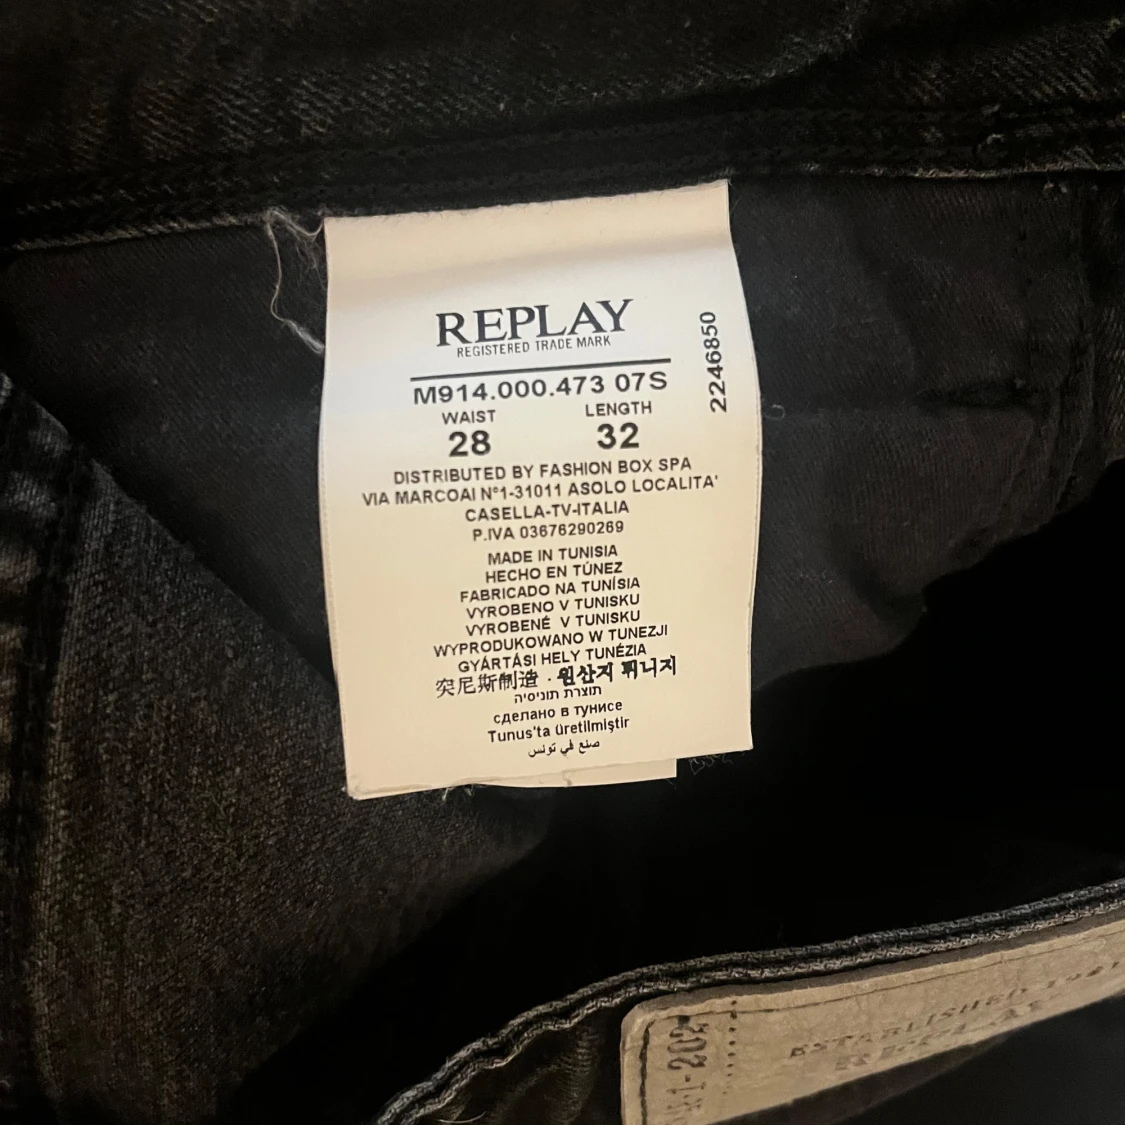 REPLAY
REGISTERED TRADE MARK
M914.000.473 07S
2246850
WAIST LENGTH
28 32
DISTRIBUTED BY FASHION BOX SPA
VIA MARCOAI N°1-31011 ASOLO LOCALITA'
CASELLA-TV-ITALIA
P.IVA 03676290269
MADE IN TUNISIA
HECHO EN TÚNEZ
FABRICADO NA TUNÍSIA
VYROBENO V TUNISKU
VYROBENÉ V TUNISKU
WYPRODUKOWANO W TUNEZJI
GYÁRTÁSI HELY TUNÉZIA
突尼斯制造 · 원산지 튀니지
תוצרת תוניסיה
сделано в тунисе
Tunus'ta üretilmiştir
صنع في تونس
ESTABLISHED